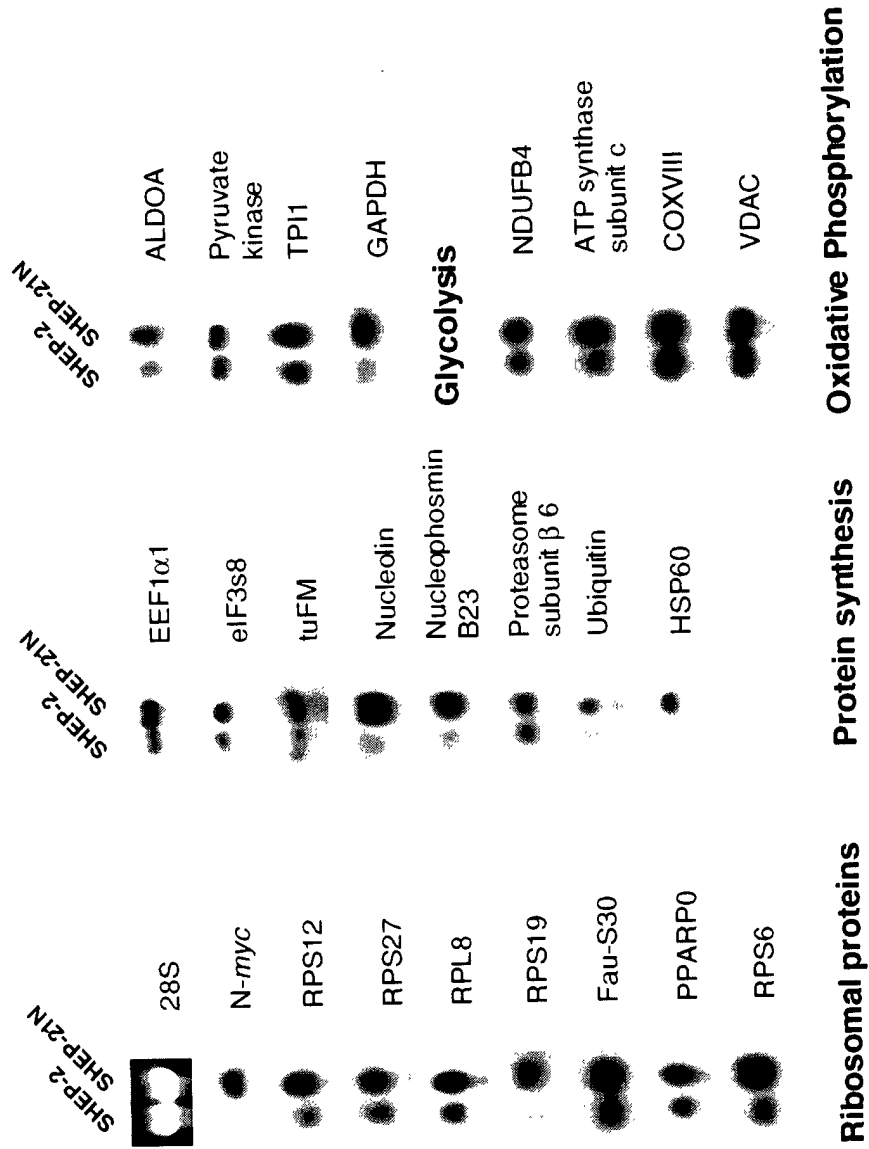 SHEP-2
SHEP-21N
28S
N-myc
RPS12
RPS27
RPL8
RPS19
Fau-S30
PPARP0
RPS6
Ribosomal proteins
SHEP-2
SHEP-21N
EEF1α1
eIF3s8
tuFM
Nucleolin
Nucleophosmin
B23
Proteasome
subunit β 6
Ubiquitin
HSP60
Protein synthesis
SHEP-2
SHEP-21N
ALDOA
Pyruvate
kinase
TPI1
GAPDH
Glycolysis
NDUFB4
ATP synthase
subunit c
COXVIII
VDAC
Oxidative Phosphorylation